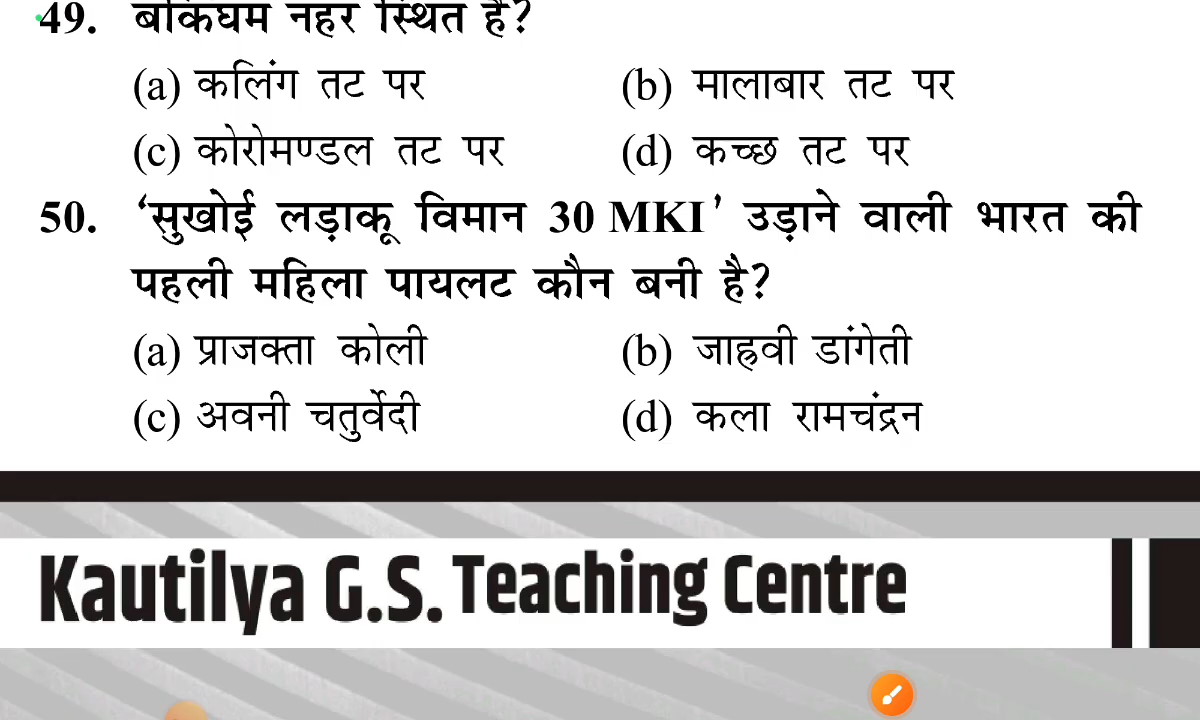 49. बकिंघम नहर स्थित है?
(a) कलिंग तट पर (b) मालाबार तट पर
(c) कोरोमण्डल तट पर (d) कच्छ तट पर
50. ‘सुखोई लड़ाकू विमान 30 MKI’ उड़ाने वाली भारत की
पहली महिला पायलट कौन बनी है?
(a) प्राजक्ता कोली (b) जाह्नवी डांगेती
(c) अवनी चतुर्वेदी (d) कला रामचंद्रन
Kautilya G.S. Teaching Centre